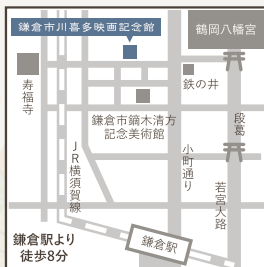 鎌倉市川喜多映画記念館
鶴岡八幡宮
寿福寺
鉄の井
鎌倉市鏑木清方
記念美術館
段葛
小町通り
JR横須賀線
若宮大路
鎌倉駅より
徒歩8分
鎌倉駅